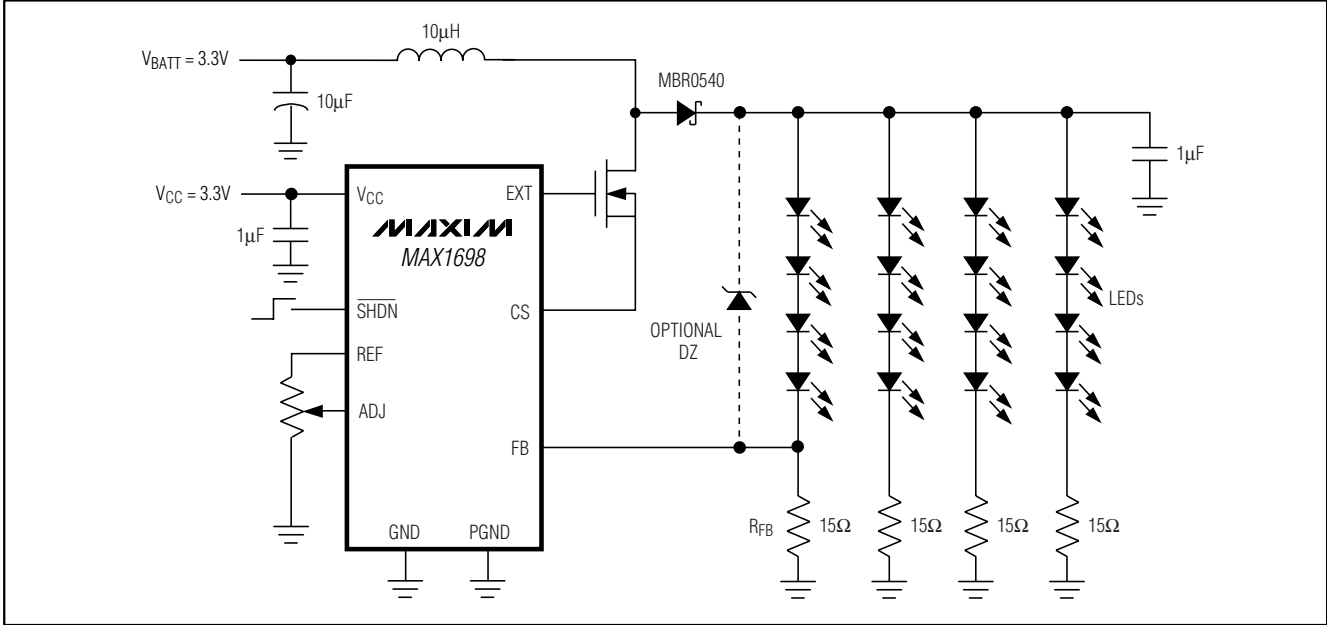 10μH
VBATT = 3.3V
MBR0540
10μF
1μF
VCC = 3.3V
VCC
EXT
1μF
MAXIM
MAX1698
LEDs
SHDN
CS
OPTIONAL
DZ
REF
ADJ
FB
RFB
15Ω
15Ω
15Ω
15Ω
GND
PGND